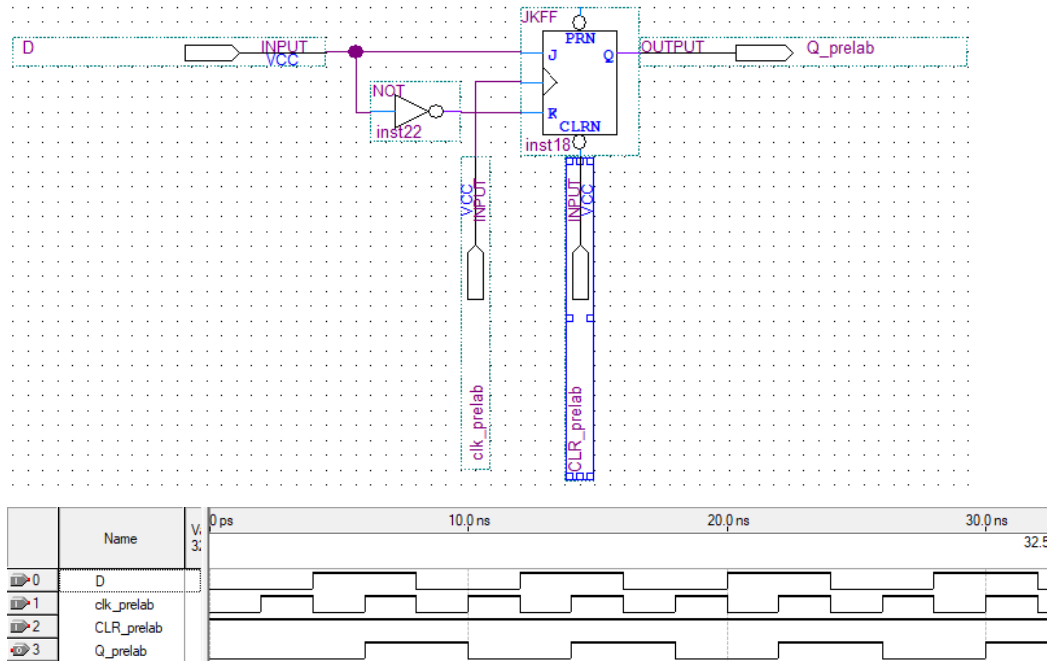 JKFF
PRN
D
INPUT
VCC
J
Q
OUTPUT
Q_prelab
NOT
inst22
K
CLRN
inst18
VCC
INPUT
INPUT
VCC
clk_prelab
CLR_prelab
Name
0 ps
10.0 ns
20.0 ns
30.0 ns
32.5
0
D
1
clk_prelab
2
CLR_prelab
3
Q_prelab